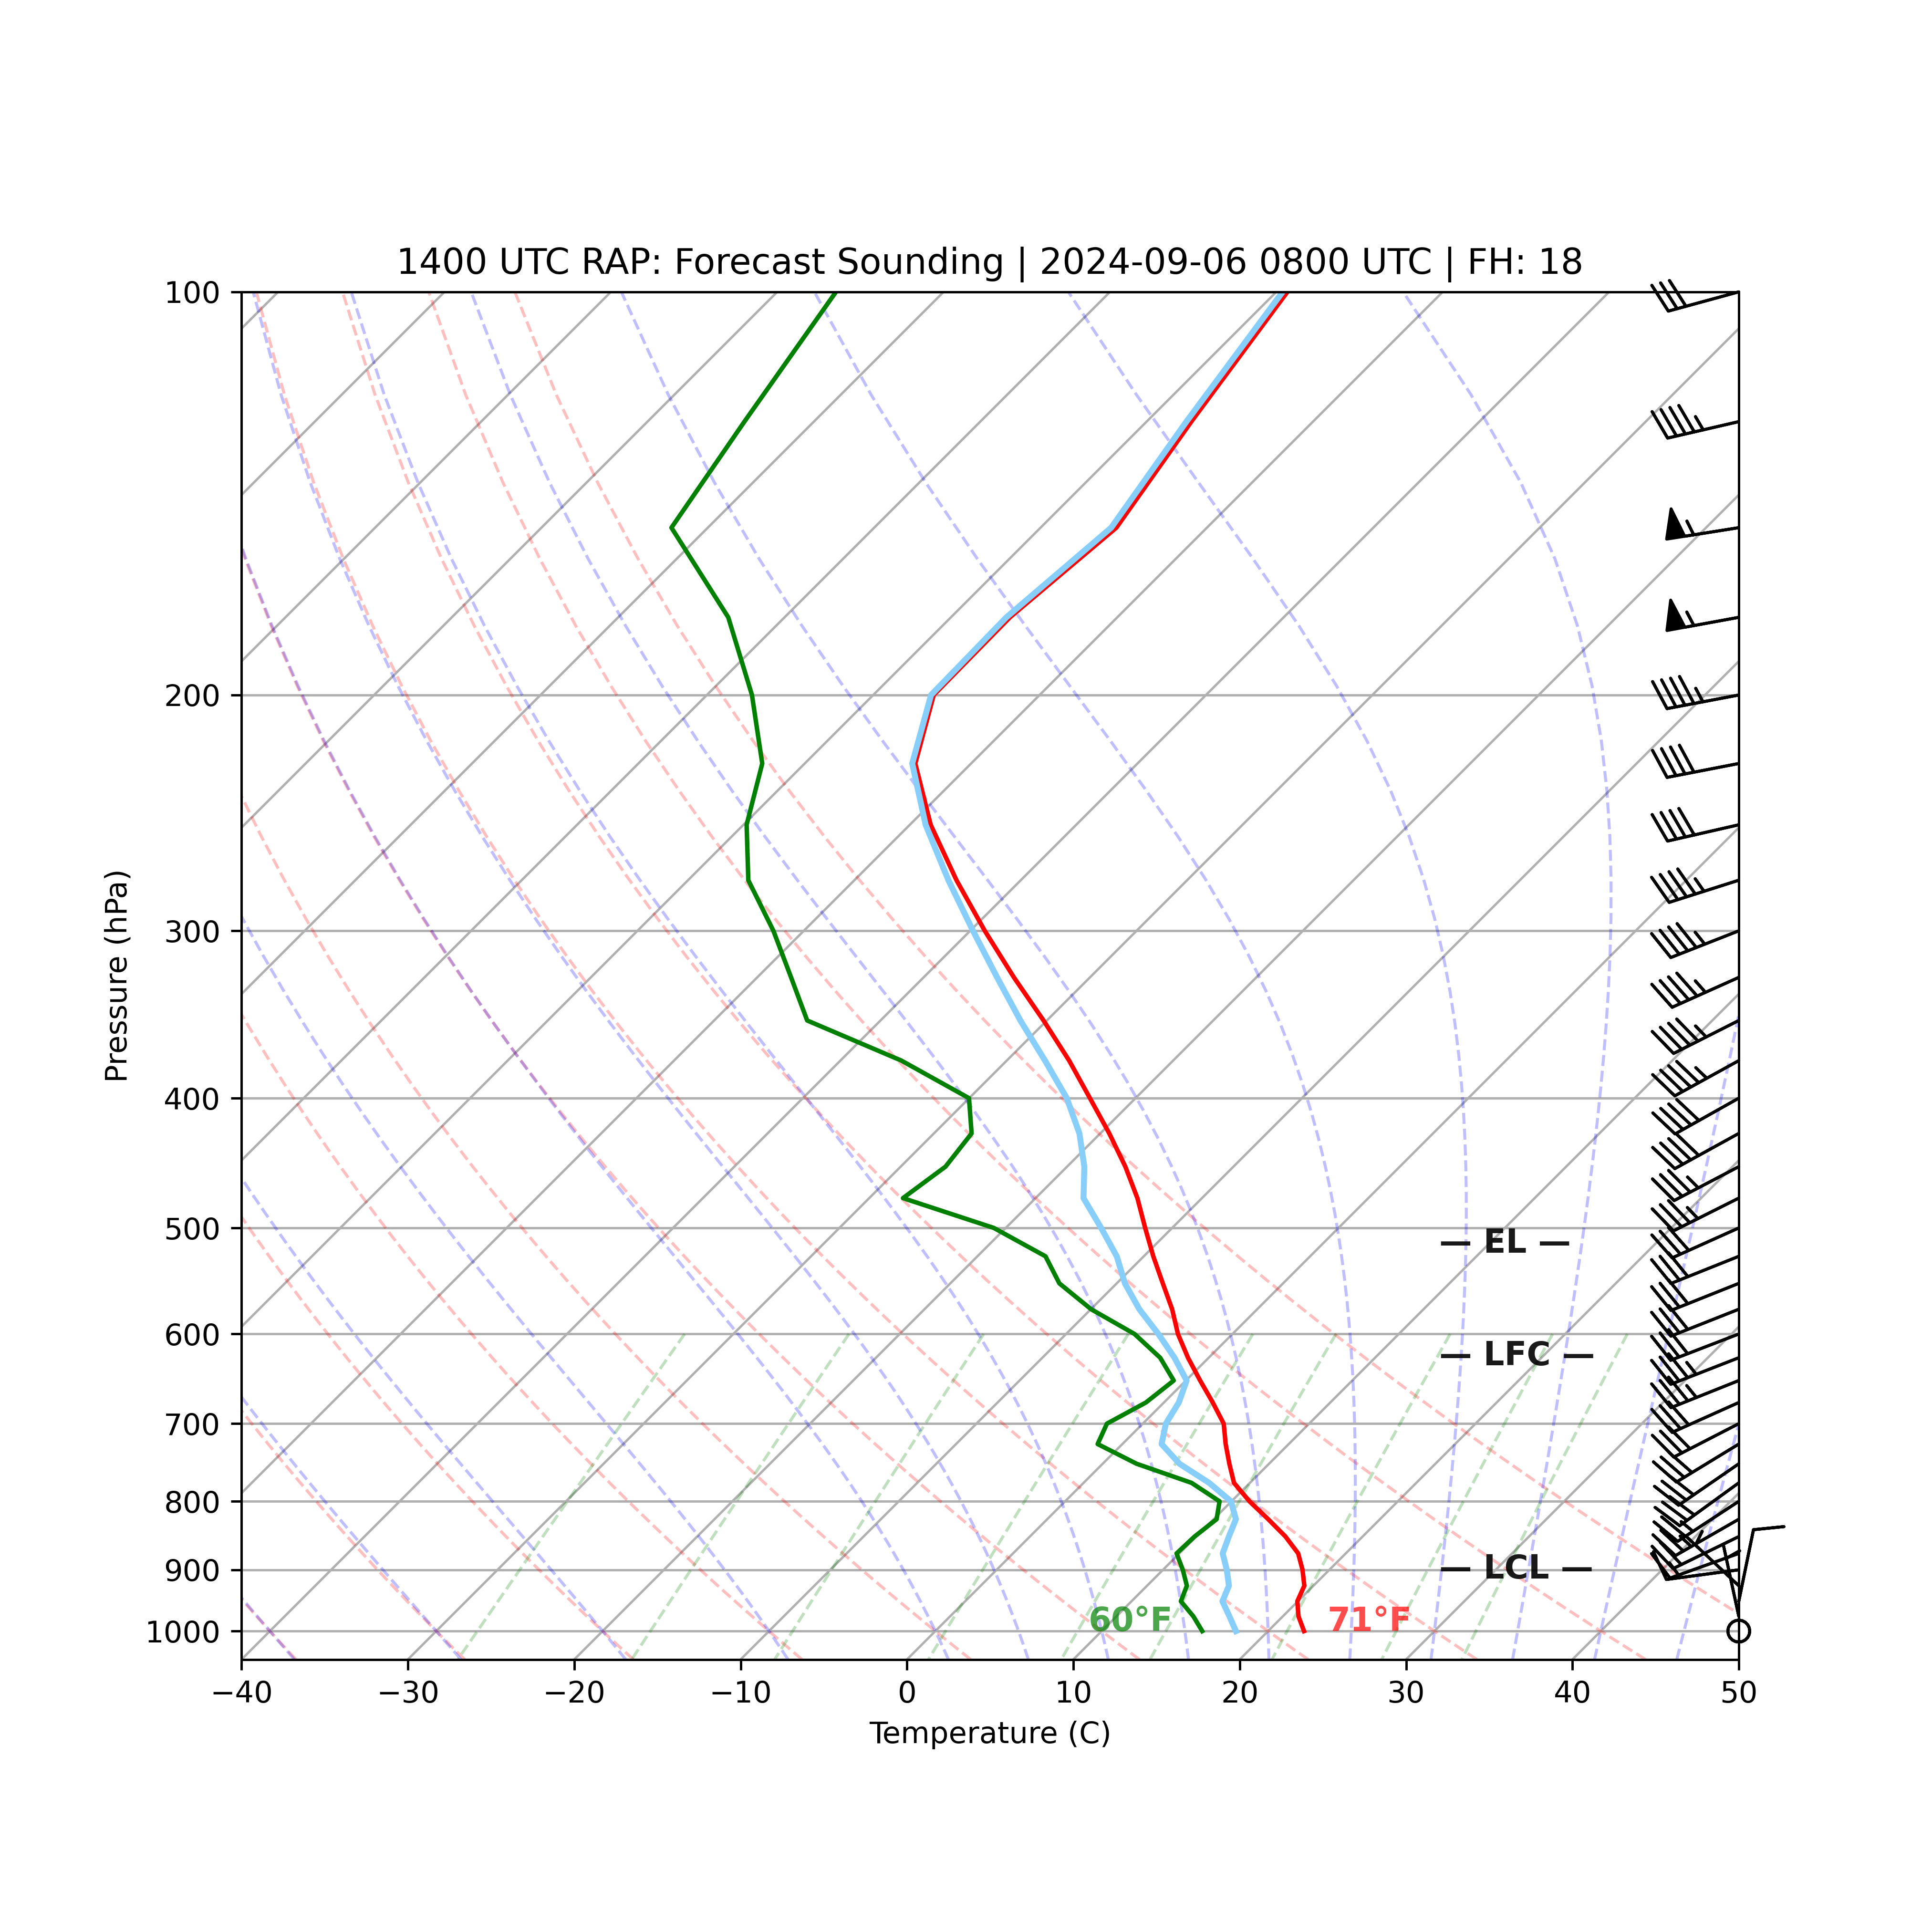 1400 UTC RAP: Forecast Sounding | 2024-09-06 0800 UTC | FH: 18
100
200
300
400
500
600
700
800
900
1000
Pressure (hPa)
— EL —
— LFC —
— LCL —
60°F
71°F
−40 −30 −20 −10 0 10 20 30 40 50
Temperature (C)